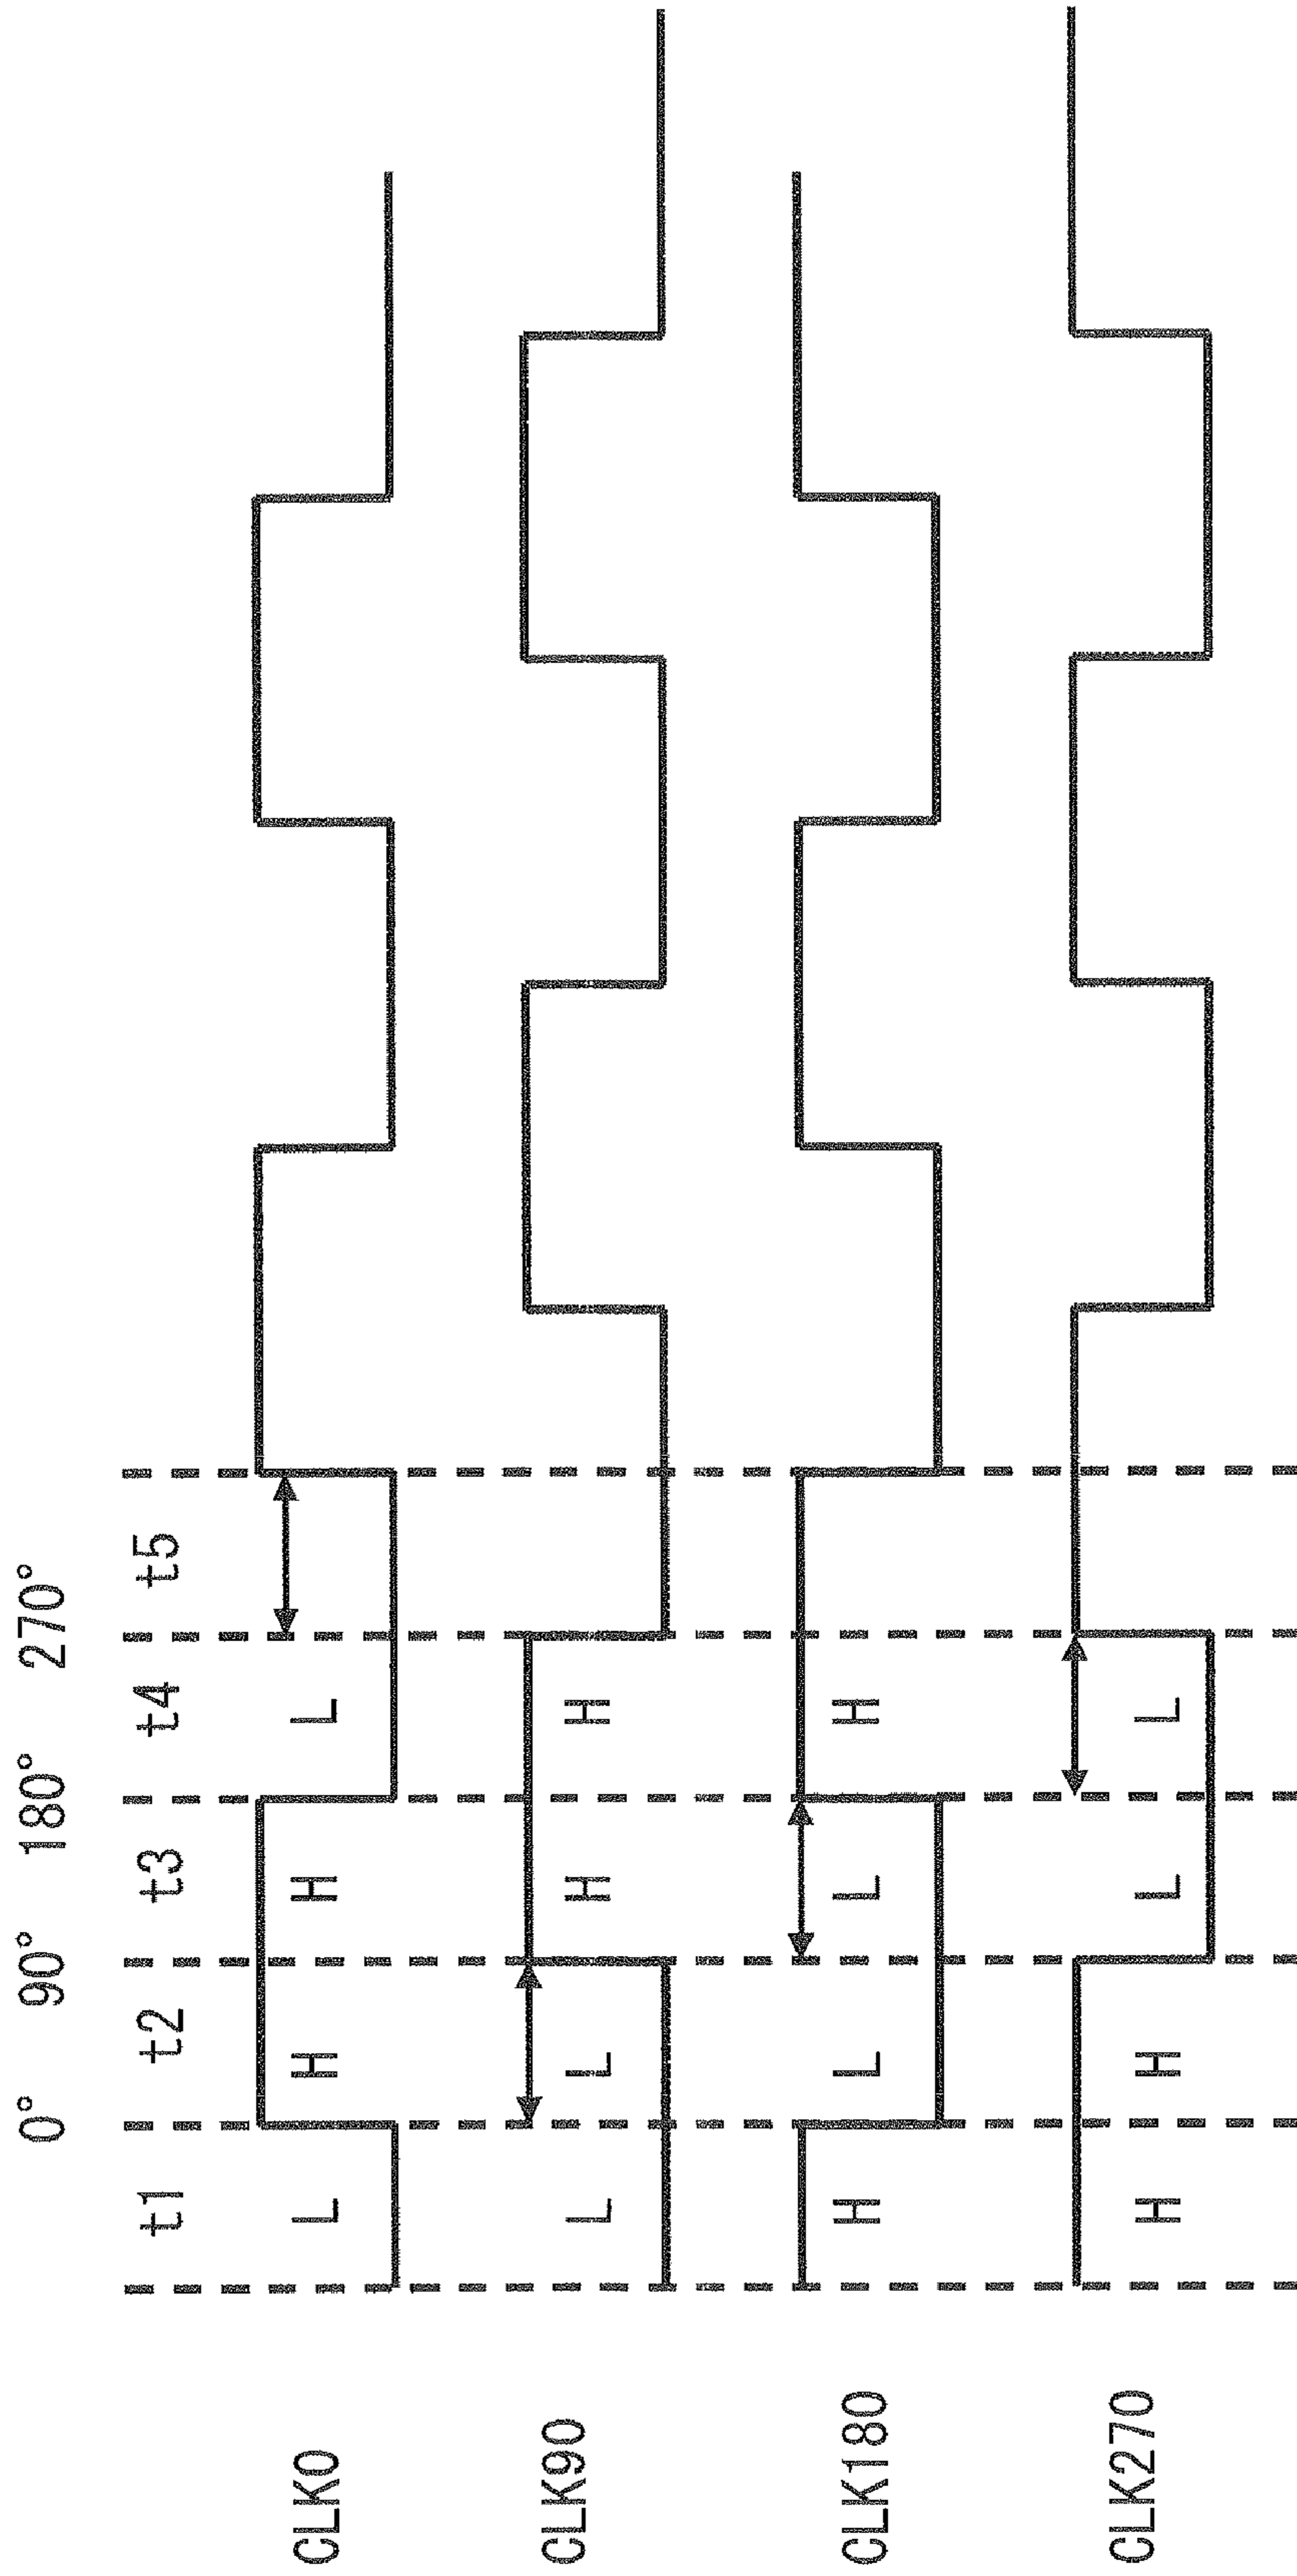 0° 90° 180° 270°
t1 t2 t3 t4 t5
CLK0 L H H L
CLK90 L L H H
CLK180 H L L H
CLK270 H H L L